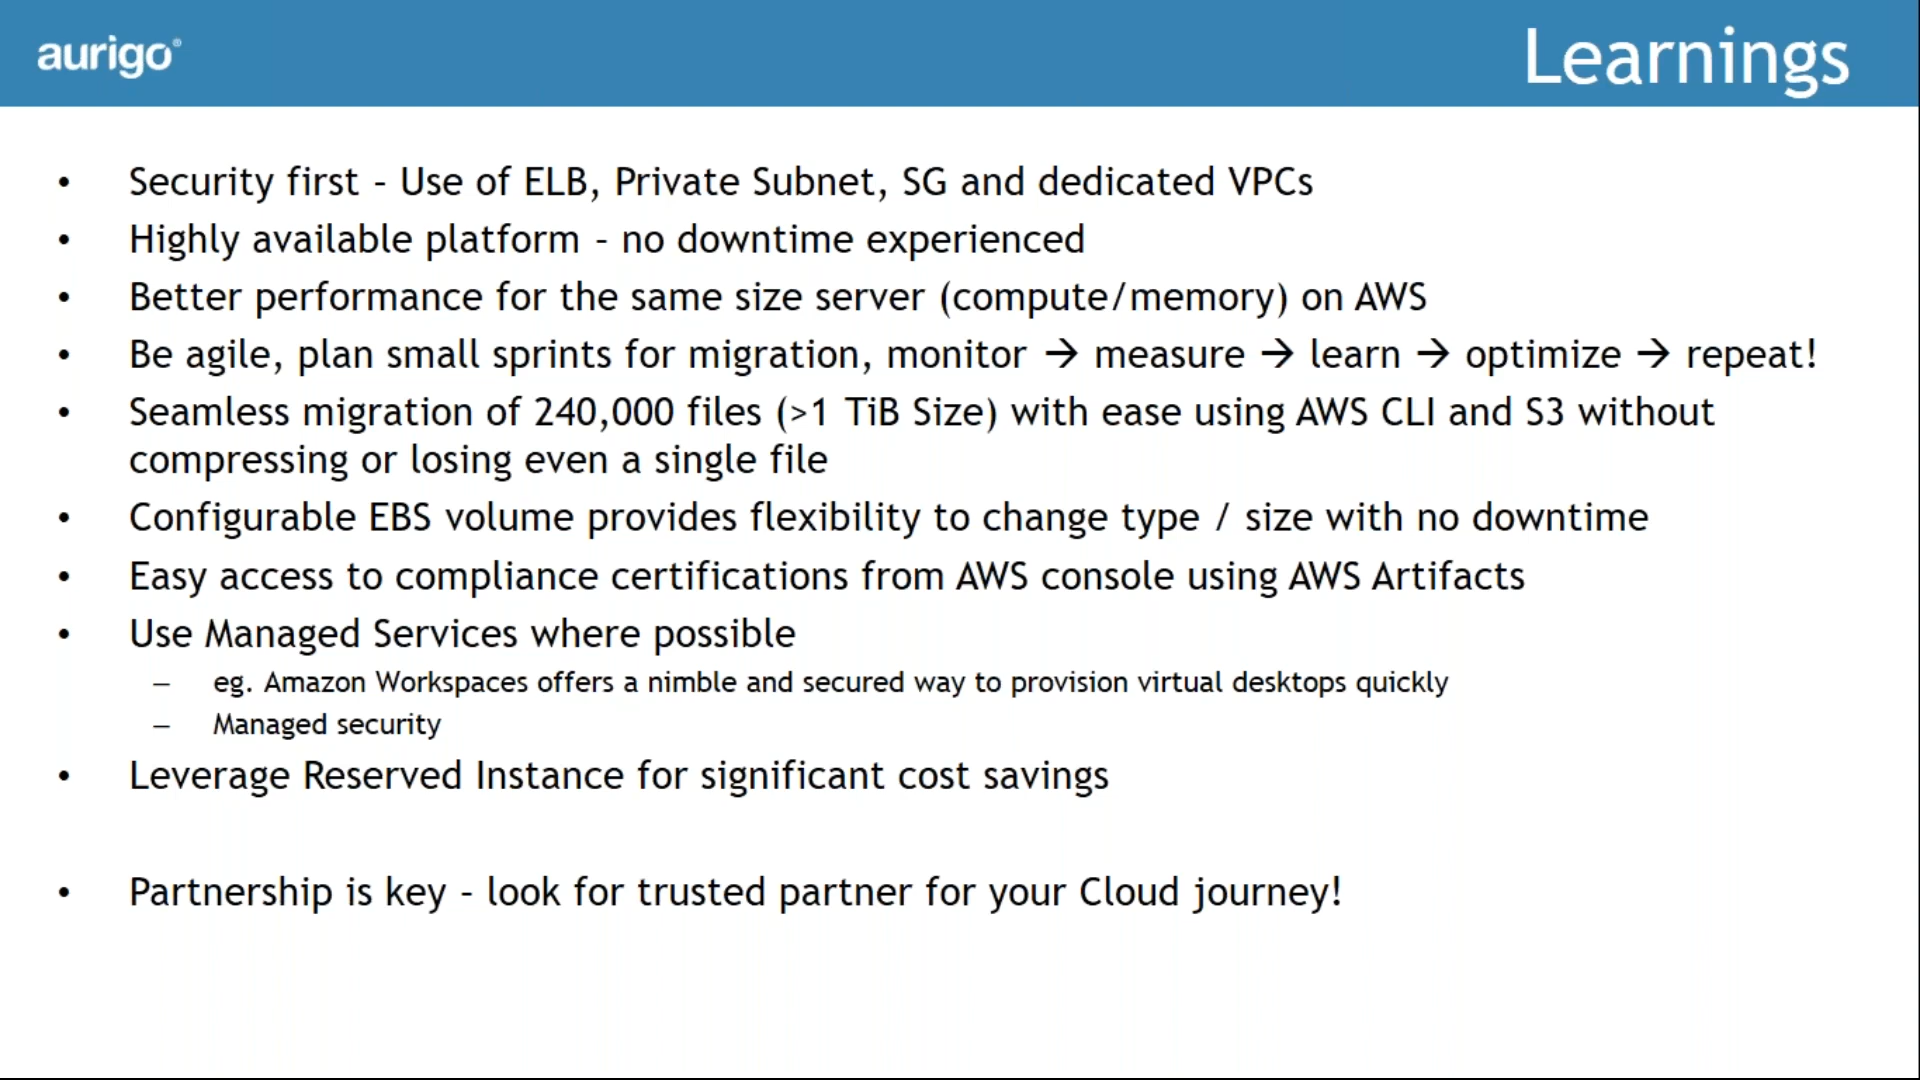 aurigo®
Learnings
• Security first - Use of ELB, Private Subnet, SG and dedicated VPCs
• Highly available platform - no downtime experienced
• Better performance for the same size server (compute/memory) on AWS
• Be agile, plan small sprints for migration, monitor → measure → learn → optimize → repeat!
• Seamless migration of 240,000 files (>1 TiB Size) with ease using AWS CLI and S3 without
compressing or losing even a single file
• Configurable EBS volume provides flexibility to change type / size with no downtime
• Easy access to compliance certifications from AWS console using AWS Artifacts
• Use Managed Services where possible
– eg. Amazon Workspaces offers a nimble and secured way to provision virtual desktops quickly
– Managed security
• Leverage Reserved Instance for significant cost savings
• Partnership is key - look for trusted partner for your Cloud journey!